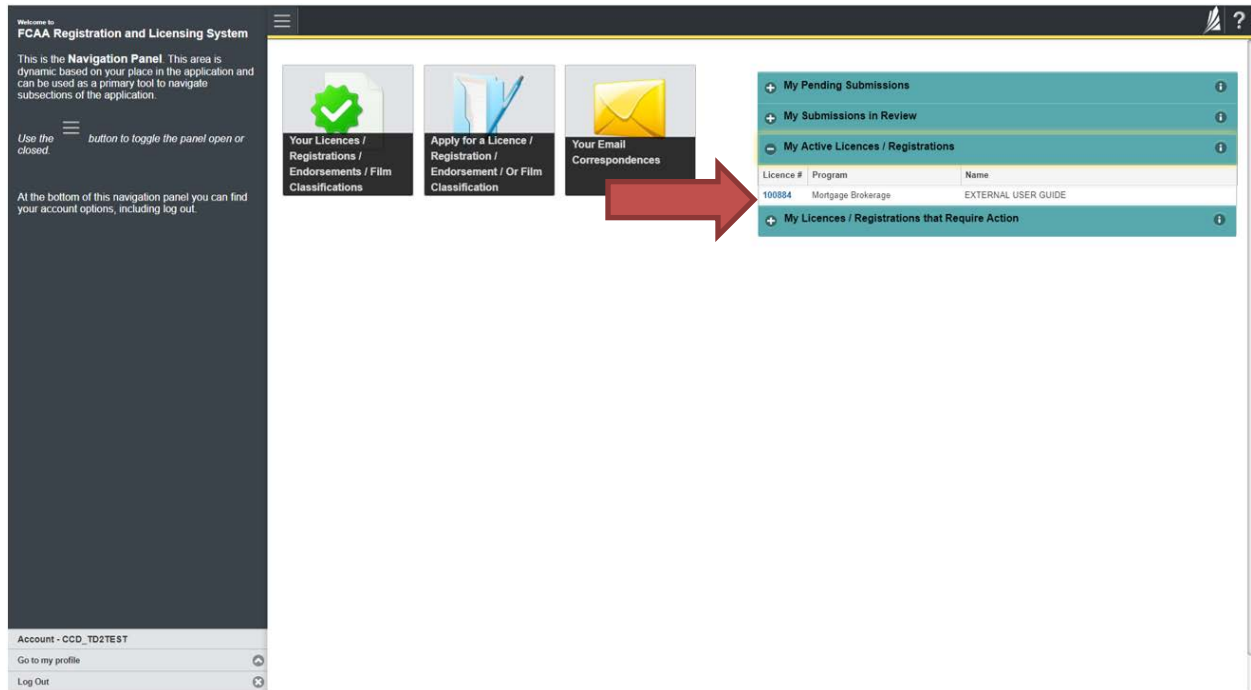 Welcome to
FCAA Registration and Licensing System
This is the Navigation Panel. This area is
dynamic based on your place in the application and
can be used as a primary tool to navigate
subsections of the application.
Use the button to toggle the panel open or
closed.
At the bottom of this navigation panel you can find
your account options, including log out.
Account - CCD_TD2TEST
Go to my profile
Log Out
?
Your Licences /
Registrations /
Endorsements / Film
Classifications
Apply for a Licence /
Registration /
Endorsement / Or Film
Classification
Your Email
Correspondences
My Pending Submissions
My Submissions in Review
My Active Licences / Registrations
Licence # Program Name
100884 Mortgage Brokerage EXTERNAL USER GUIDE
My Licences / Registrations that Require Action